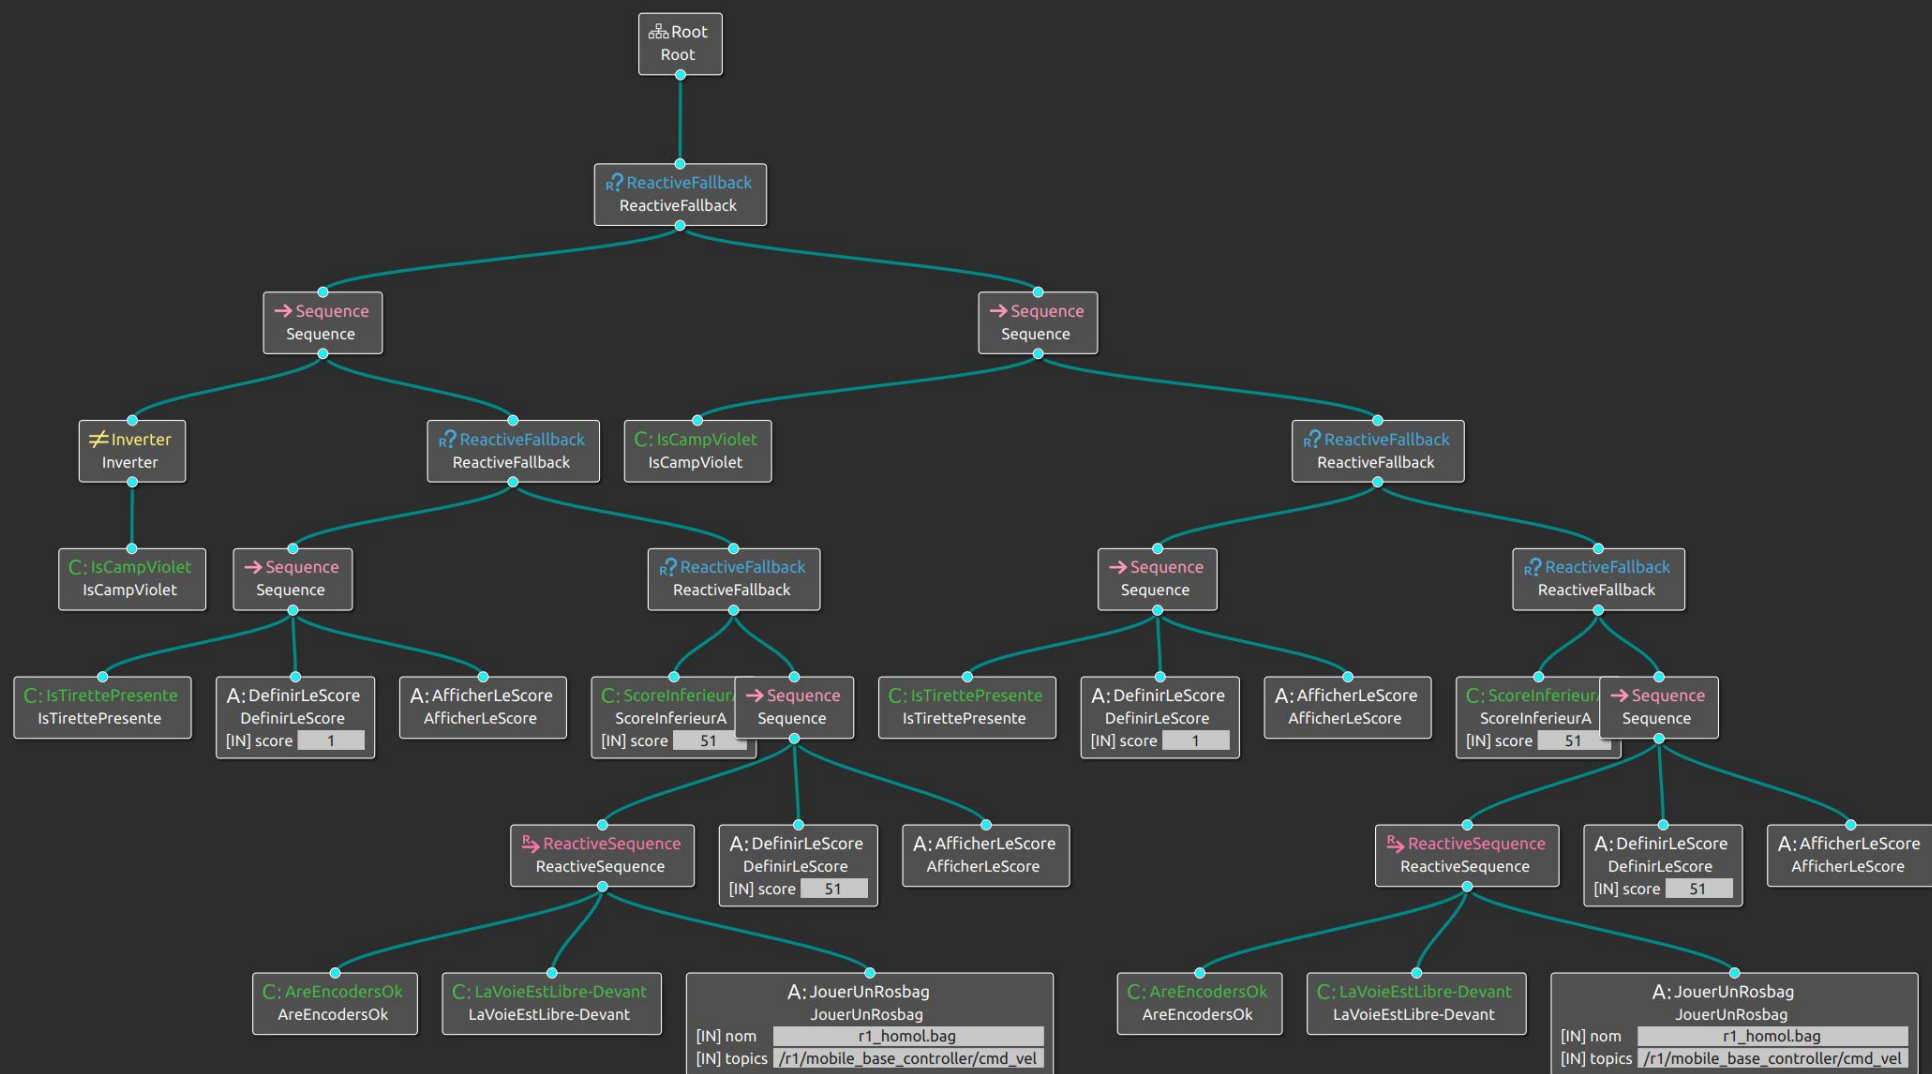 Root
Root
R?ReactiveFallback
ReactiveFallback
→Sequence
Sequence
→Sequence
Sequence
≠Inverter
Inverter
R?ReactiveFallback
ReactiveFallback
C:IsCampViolet
IsCampViolet
R?ReactiveFallback
ReactiveFallback
C:IsCampViolet
IsCampViolet
→Sequence
Sequence
R?ReactiveFallback
ReactiveFallback
→Sequence
Sequence
R?ReactiveFallback
ReactiveFallback
C:IsTirettePresente
IsTirettePresente
A:DefinirLeScore
DefinirLeScore
[IN] score 1
A:AfficherLeScore
AfficherLeScore
C:ScoreInferieurA
ScoreInferieurA
[IN] score 51
→Sequence
Sequence
C:IsTirettePresente
IsTirettePresente
A:DefinirLeScore
DefinirLeScore
[IN] score 1
A:AfficherLeScore
AfficherLeScore
C:ScoreInferieurA
ScoreInferieurA
[IN] score 51
→Sequence
Sequence
R→ReactiveSequence
ReactiveSequence
A:DefinirLeScore
DefinirLeScore
[IN] score 51
A:AfficherLeScore
AfficherLeScore
R→ReactiveSequence
ReactiveSequence
A:DefinirLeScore
DefinirLeScore
[IN] score 51
A:AfficherLeScore
AfficherLeScore
C:AreEncodersOk
AreEncodersOk
C:LaVoieEstLibre-Devant
LaVoieEstLibre-Devant
A:JouerUnRosbag
JouerUnRosbag
[IN] nom r1_homol.bag
[IN] topics /r1/mobile_base_controller/cmd_vel
C:AreEncodersOk
AreEncodersOk
C:LaVoieEstLibre-Devant
LaVoieEstLibre-Devant
A:JouerUnRosbag
JouerUnRosbag
[IN] nom r1_homol.bag
[IN] topics /r1/mobile_base_controller/cmd_vel